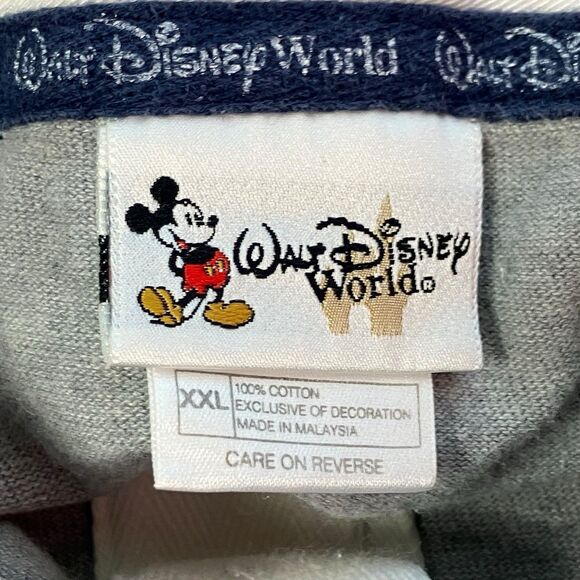 Walt Disney World Walt Di
Walt Disney
World®
XXL
100% COTTON
EXCLUSIVE OF DECORATION
MADE IN MALAYSIA
CARE ON REVERSE